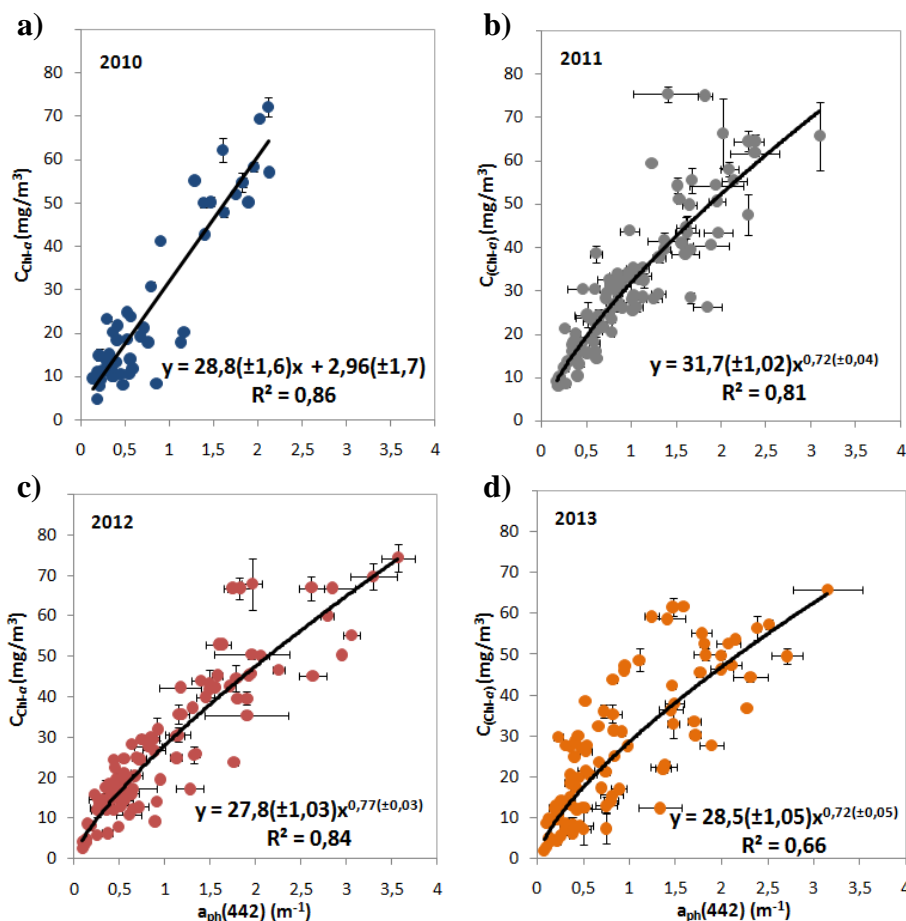 a)
2010
C_Chl-a (mg/m³)
80
70
60
50
40
30
20
10
0
y = 28,8(±1,6)x + 2,96(±1,7)
R² = 0,86
0 0,5 1 1,5 2 2,5 3 3,5 4
b)
2011
C_(Chl-a) (mg/m³)
80
70
60
50
40
30
20
10
0
y = 31,7(±1,02)x^0,72(±0,04)
R² = 0,81
0 0,5 1 1,5 2 2,5 3 3,5 4
c)
2012
C_Chl-a (mg/m³)
80
70
60
50
40
30
20
10
0
y = 27,8(±1,03)x^0,77(±0,03)
R² = 0,84
0 0,5 1 1,5 2 2,5 3 3,5 4
a_ph(442) (m⁻¹)
d)
2013
C_(Chl-a) (mg/m³)
80
70
60
50
40
30
20
10
0
y = 28,5(±1,05)x^0,72(±0,05)
R² = 0,66
0 0,5 1 1,5 2 2,5 3 3,5 4
a_ph(442) (m⁻¹)